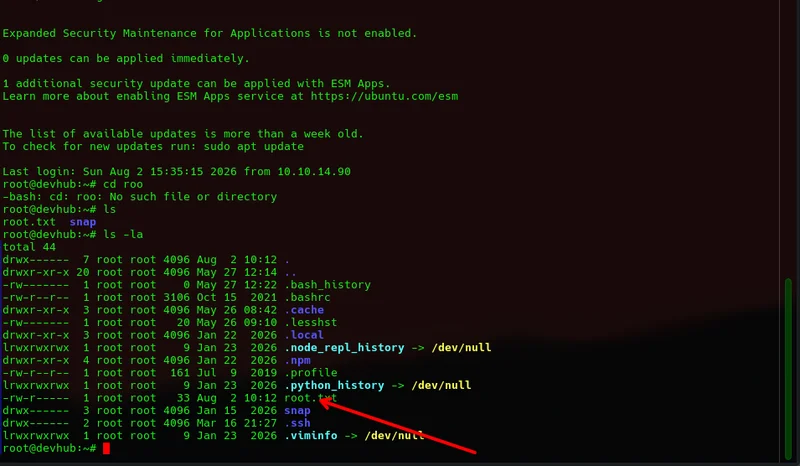 Expanded Security Maintenance for Applications is not enabled.
0 updates can be applied immediately.
1 additional security update can be applied with ESM Apps.
Learn more about enabling ESM Apps service at https://ubuntu.com/esm
The list of available updates is more than a week old.
To check for new updates run: sudo apt update
Last login: Sun Aug 2 15:35:15 2026 from 10.10.14.90
root@devhub:~# cd roo
-bash: cd: roo: No such file or directory
root@devhub:~# ls
root.txt  snap
root@devhub:~# ls -la
total 44
drwx------  7 root root 4096 Aug  2 10:12 .
drwxr-xr-x 20 root root 4096 May 27 12:14 ..
-rw-------  1 root root    0 May 27 12:22 .bash_history
-rw-r--r--  1 root root 3106 Oct 15  2021 .bashrc
drwxr-xr-x  3 root root 4096 May 26 08:42 .cache
-rw-------  1 root root   20 May 26 09:10 .lesshst
drwxr-xr-x  3 root root 4096 Jan 22  2026 .local
lrwxrwxrwx  1 root root    9 Jan 23  2026 .node_repl_history -> /dev/null
drwxr-xr-x  4 root root 4096 Jan 22  2026 .npm
-rw-r--r--  1 root root  161 Jul  9  2019 .profile
lrwxrwxrwx  1 root root    9 Jan 23  2026 .python_history -> /dev/null
-rw-r-----  1 root root   33 Aug  2 10:12 root.txt
drwx------  3 root root 4096 Jan 15  2026 snap
drwx------  2 root root 4096 Mar 16 21:27 .ssh
lrwxrwxrwx  1 root root    9 Jan 23  2026 .viminfo -> /dev/null
root@devhub:~#